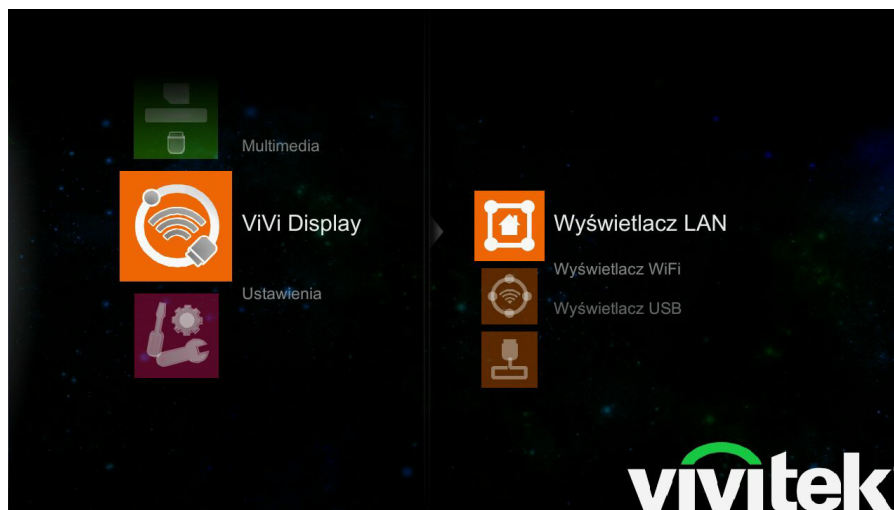 Multimedia
ViVi Display
Ustawienia
Wyświetlacz LAN
Wyświetlacz WiFi
Wyświetlacz USB
vivitek